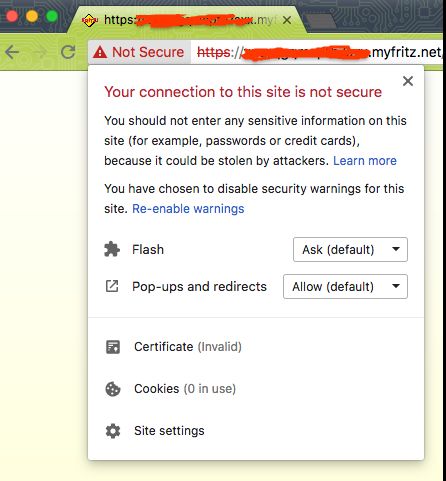 https:
.myf
Not Secure
https://
.myfritz.net,
Your connection to this site is not secure
You should not enter any sensitive information on this
site (for example, passwords or credit cards),
because it could be stolen by attackers. Learn more
You have chosen to disable security warnings for this
site. Re-enable warnings
Flash
Ask (default)
Pop-ups and redirects
Allow (default)
Certificate (Invalid)
Cookies (0 in use)
Site settings